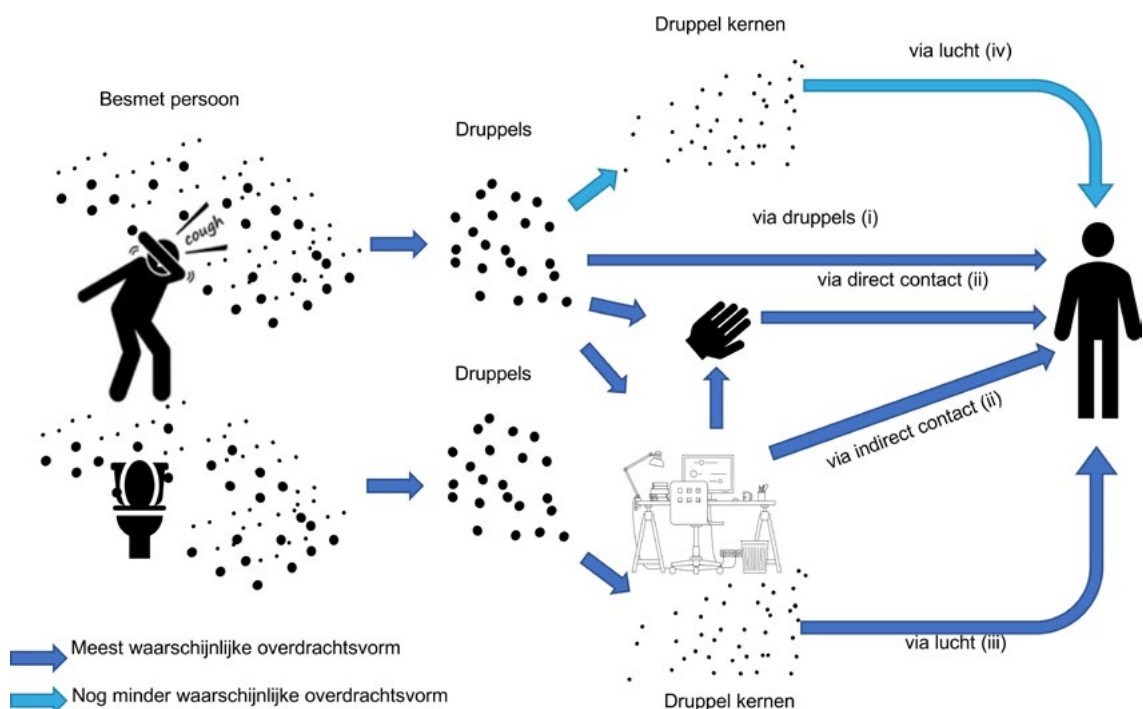 Druppel kernen
via lucht (iv)
Besmet persoon
Druppels
cough
via druppels (i)
via direct contact (ii)
Druppels
via indirect contact (ii)
via lucht (iii)
Druppel kernen
Meest waarschijnlijke overdrachtsvorm
Nog minder waarschijnlijke overdrachtsvorm